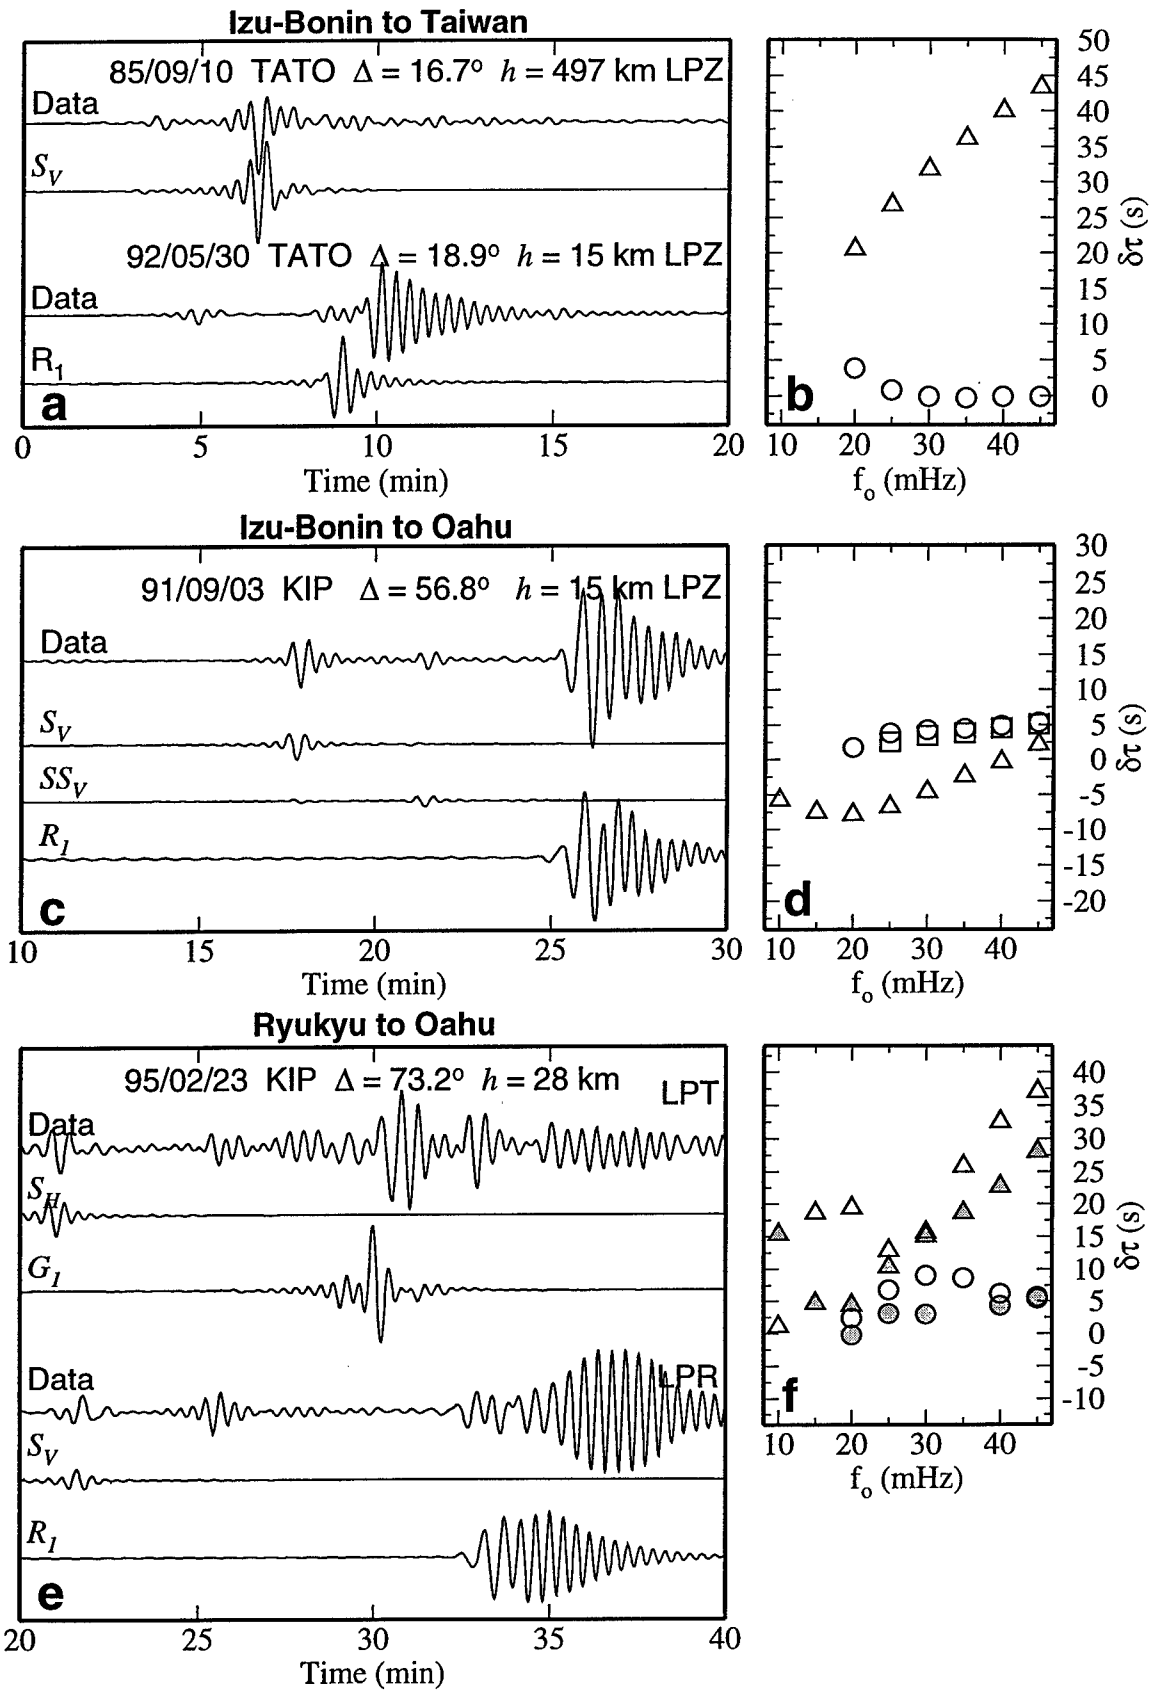 Izu-Bonin to Taiwan
85/09/10 TATO Δ = 16.7° h = 497 km LPZ
Data
S_V
92/05/30 TATO Δ = 18.9° h = 15 km LPZ
Data
R_1
a
0 5 10 15 20
Time (min)
50
45
40
35
30
25
20
15
10
5
0
δτ (s)
b
10 20 30 40
f_o (mHz)
Izu-Bonin to Oahu
91/09/03 KIP Δ = 56.8° h = 15 km LPZ
Data
S_V
SS_V
R_1
c
10 15 20 25 30
Time (min)
30
25
20
15
10
5
0
-5
-10
-15
-20
δτ (s)
d
10 20 30 40
f_o (mHz)
Ryukyu to Oahu
95/02/23 KIP Δ = 73.2° h = 28 km
LPT
Data
S_H
G_1
Data
LPR
S_V
R_1
e
20 25 30 35 40
Time (min)
40
35
30
25
20
15
10
5
0
-5
-10
δτ (s)
f
10 20 30 40
f_o (mHz)